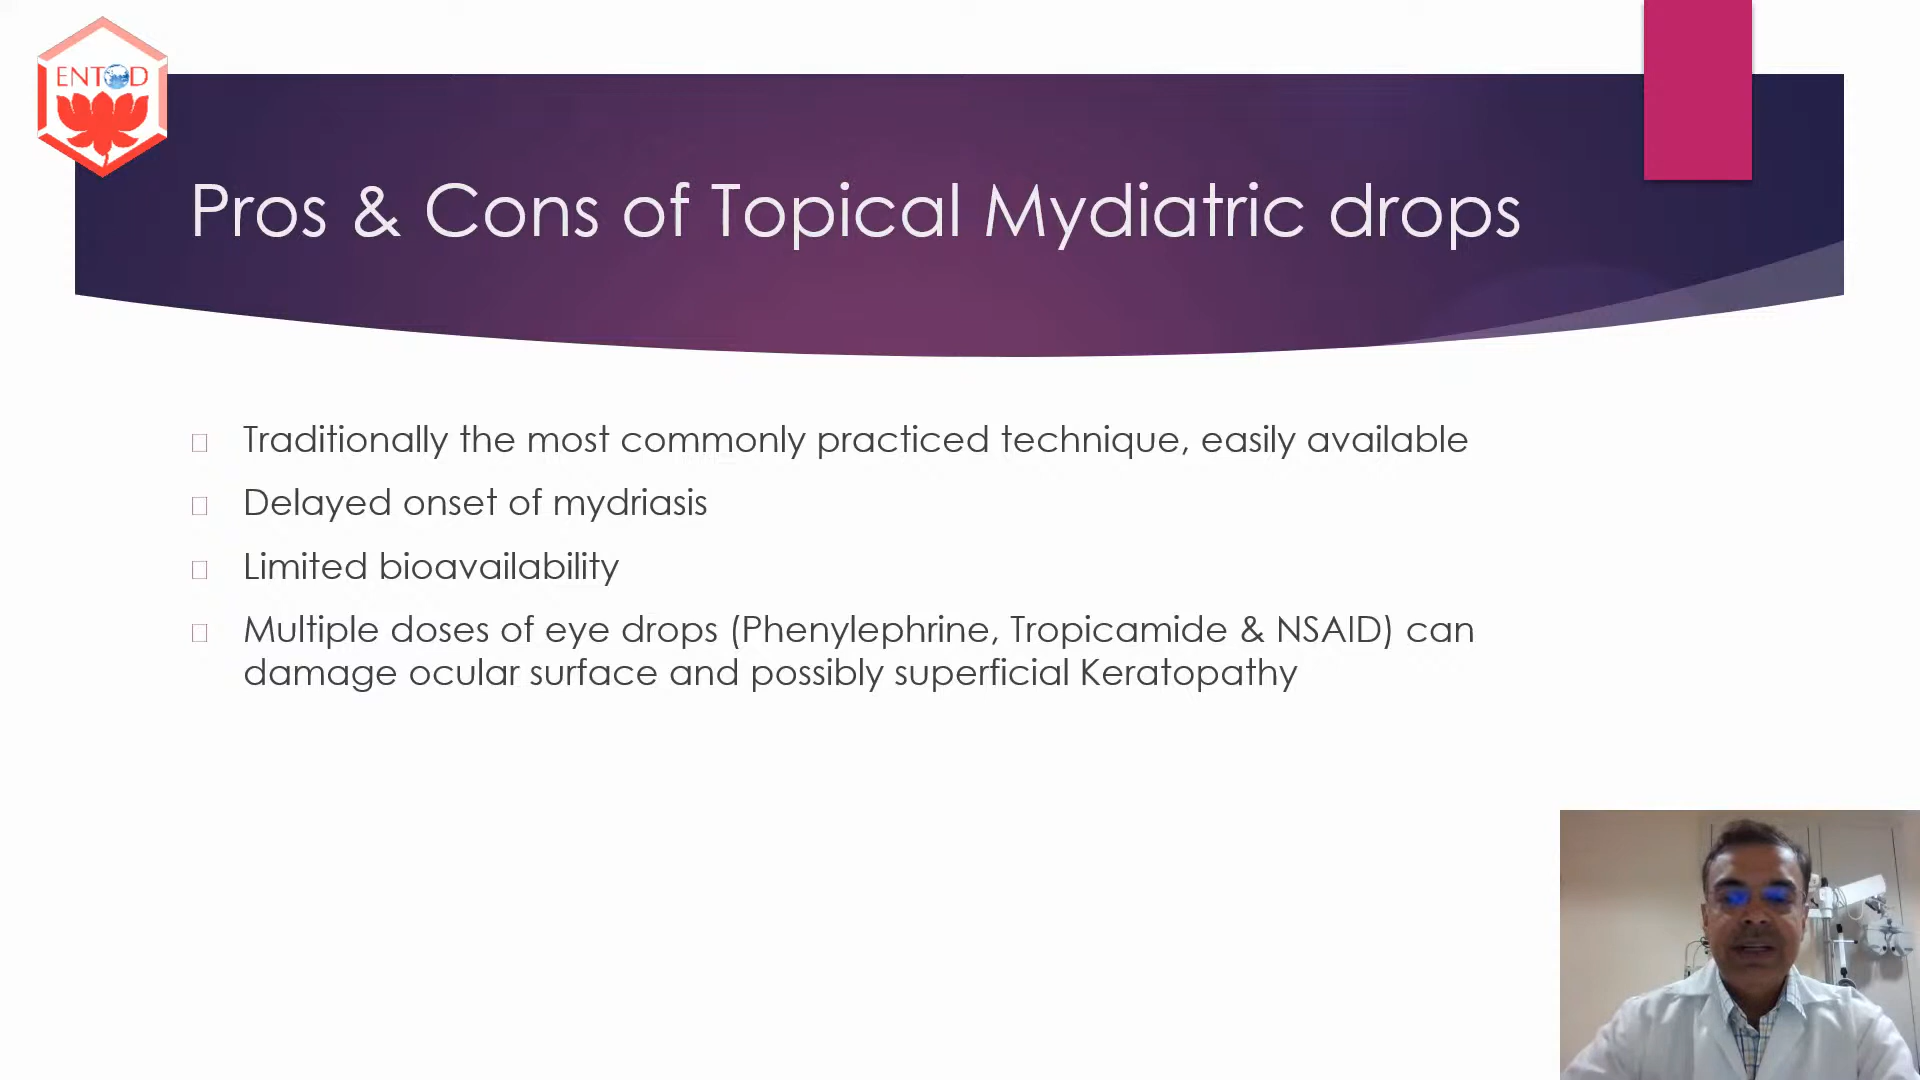 ENTOD
Pros & Cons of Topical Mydiatric drops
Traditionally the most commonly practiced technique, easily available
Delayed onset of mydriasis
Limited bioavailability
Multiple doses of eye drops (Phenylephrine, Tropicamide & NSAID) can
damage ocular surface and possibly superficial Keratopathy